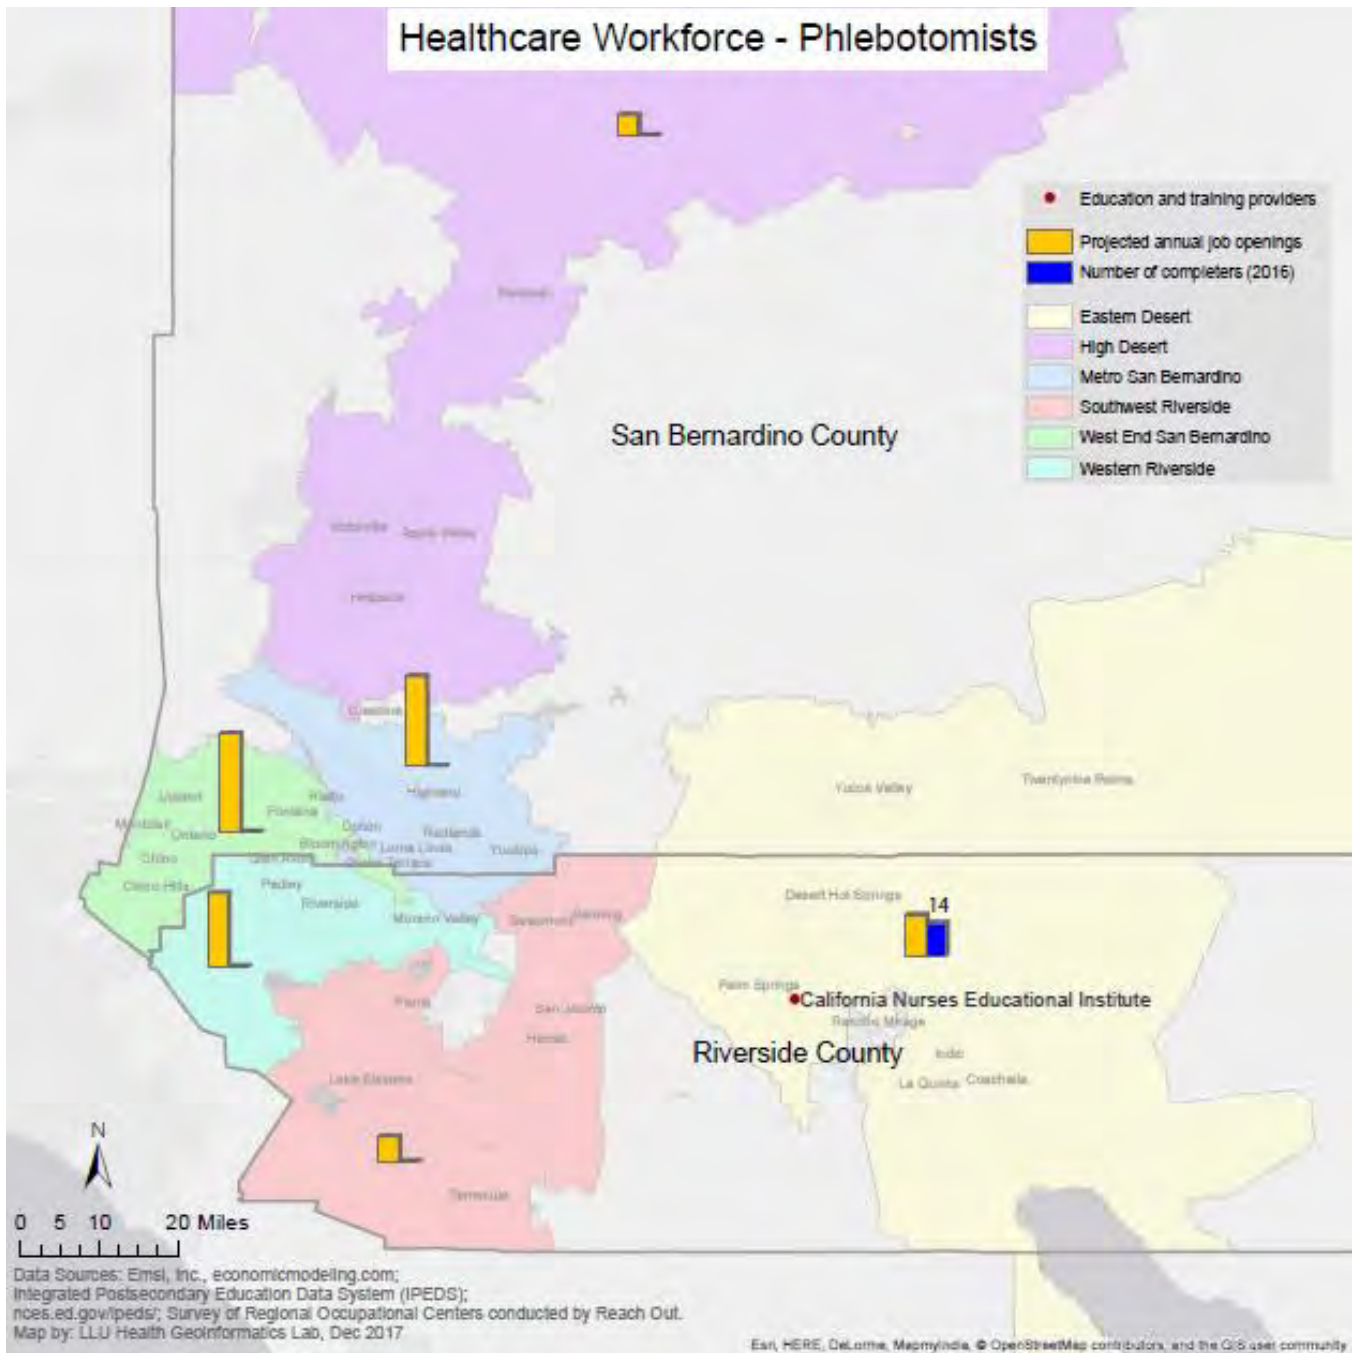 Healthcare Workforce - Phlebotomists
Education and training providers
Projected annual job openings
Number of completers (2016)
Eastern Desert
High Desert
Metro San Bernardino
Southwest Riverside
West End San Bernardino
Western Riverside
San Bernardino County
Victorville
Apple Valley
Hesperia
Yucca Valley
Twentynine Palms
Upland
Rialto
Highland
Fontana
Montclair
Ontario
Colton
Redlands
Bloomington
Loma Linda
Yucaipa
Chino
Grand Terrace
Chino Hills
Pedley
Riverside
Moreno Valley
Beaumont
Banning
Desert Hot Springs
14
Palm Springs
California Nurses Educational Institute
Rancho Mirage
Perris
San Jacinto
Hemet
Riverside County
Indio
La Quinta
Coachella
Lake Elsinore
Temecula
N
0 5 10 20 Miles
Data Sources: Emsi, Inc., economicmodeling.com;
Integrated Postsecondary Education Data System (IPEDS);
nces.ed.gov/ipeds/; Survey of Regional Occupational Centers conducted by Reach Out.
Map by: LLU Health Geoinformatics Lab, Dec 2017
Esri, HERE, DeLorme, MapmyIndia, © OpenStreetMap contributors, and the GIS user community